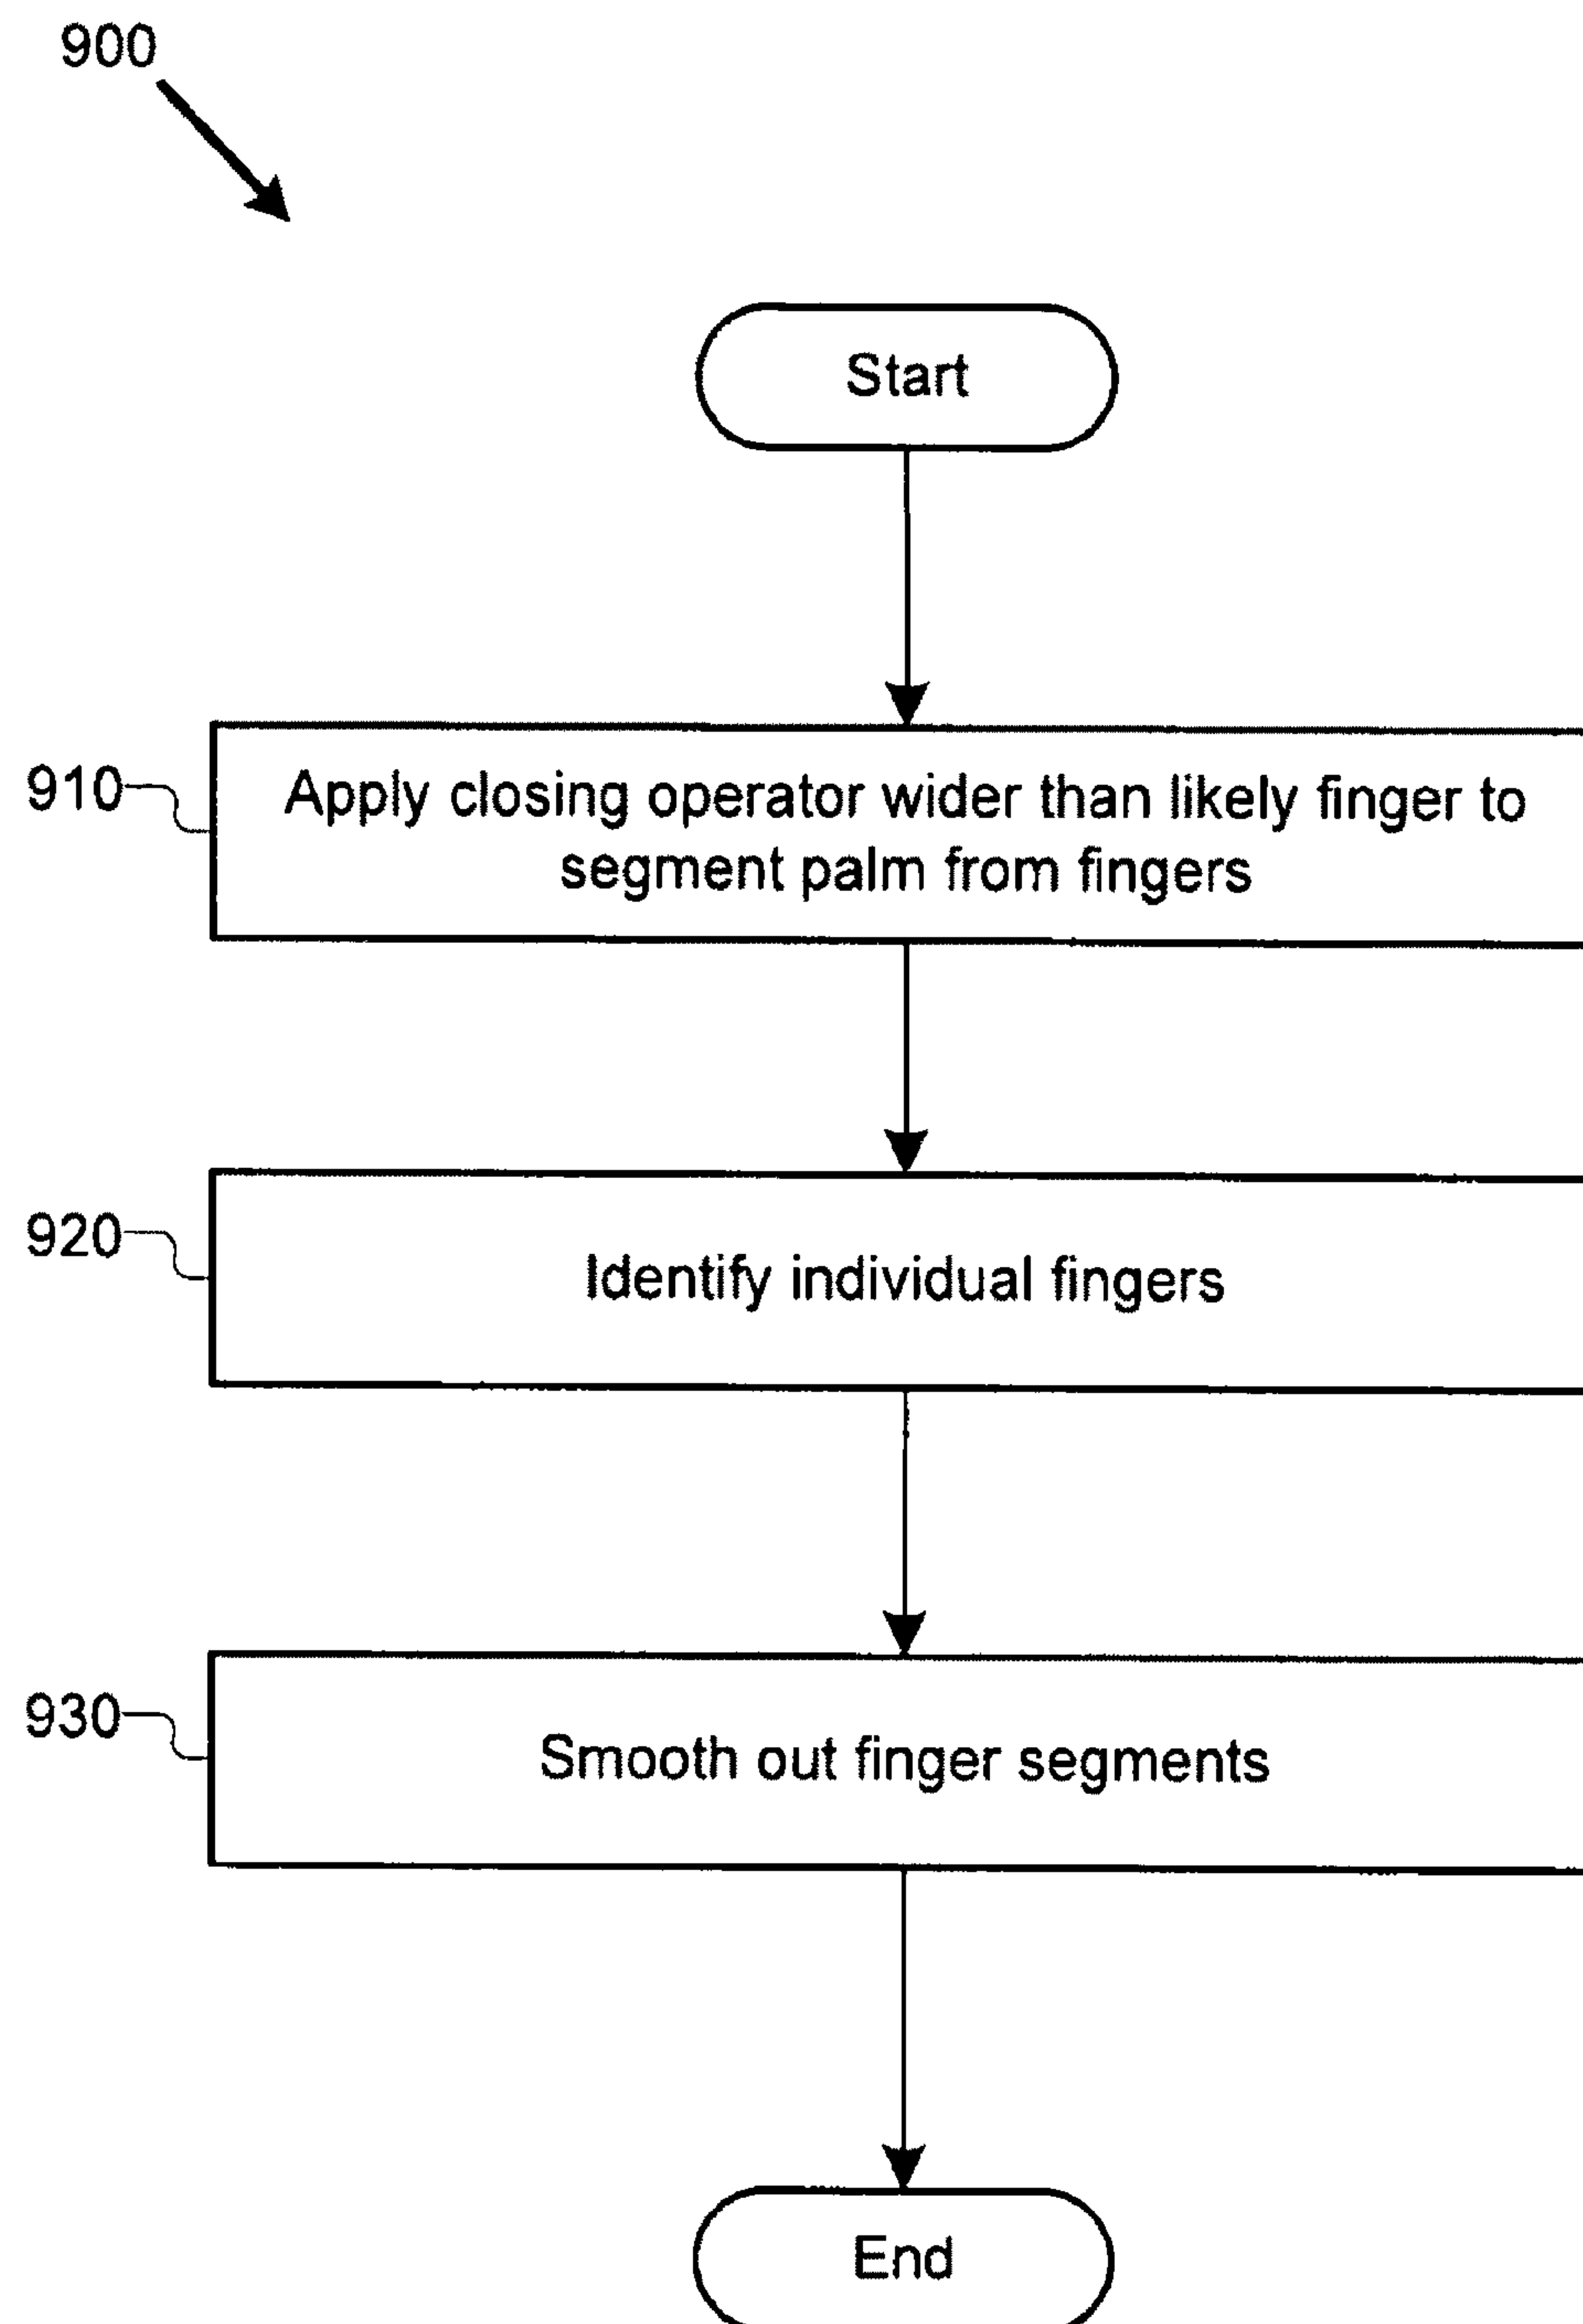 900
Start
910
Apply closing operator wider than likely finger to
segment palm from fingers
920
Identify individual fingers
930
Smooth out finger segments
End